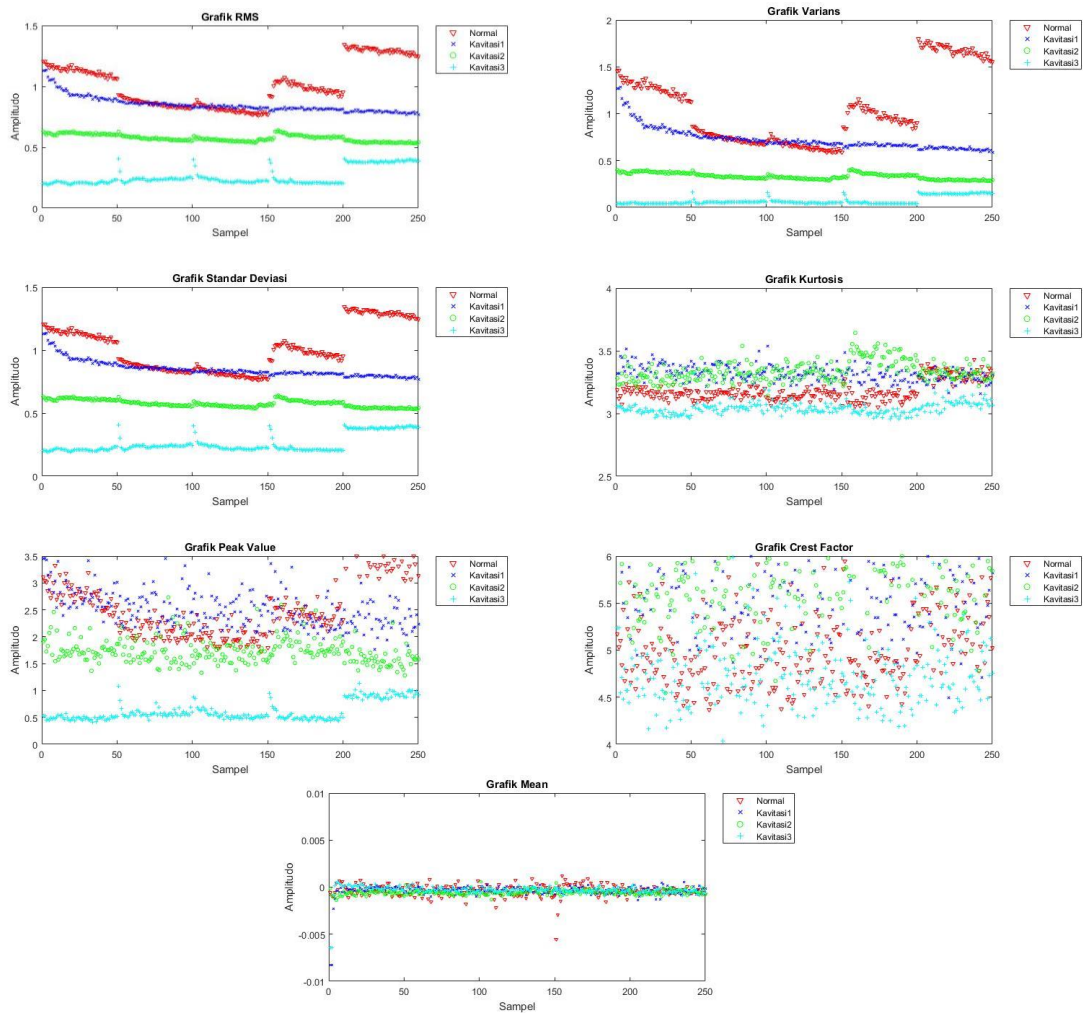 Grafik RMS
Amplitudo
1.5
1
0.5
0
0 50 100 150 200 250
Sampel
Normal
Kavitasi1
Kavitasi2
Kavitasi3
Grafik Varians
Amplitudo
2
1.5
1
0.5
0
0 50 100 150 200 250
Sampel
Normal
Kavitasi1
Kavitasi2
Kavitasi3
Grafik Standar Deviasi
Amplitudo
1.5
1
0.5
0
0 50 100 150 200 250
Sampel
Normal
Kavitasi1
Kavitasi2
Kavitasi3
Grafik Kurtosis
Amplitudo
4
3.5
3
2.5
0 50 100 150 200 250
Sampel
Normal
Kavitasi1
Kavitasi2
Kavitasi3
Grafik Peak Value
Amplitudo
3.5
3
2.5
2
1.5
1
0.5
0
0 50 100 150 200 250
Sampel
Normal
Kavitasi1
Kavitasi2
Kavitasi3
Grafik Crest Factor
Amplitudo
6
5.5
5
4.5
4
0 50 100 150 200 250
Sampel
Normal
Kavitasi1
Kavitasi2
Kavitasi3
Grafik Mean
Amplitudo
0.01
0.005
0
-0.005
-0.01
0 50 100 150 200 250
Sampel
Normal
Kavitasi1
Kavitasi2
Kavitasi3